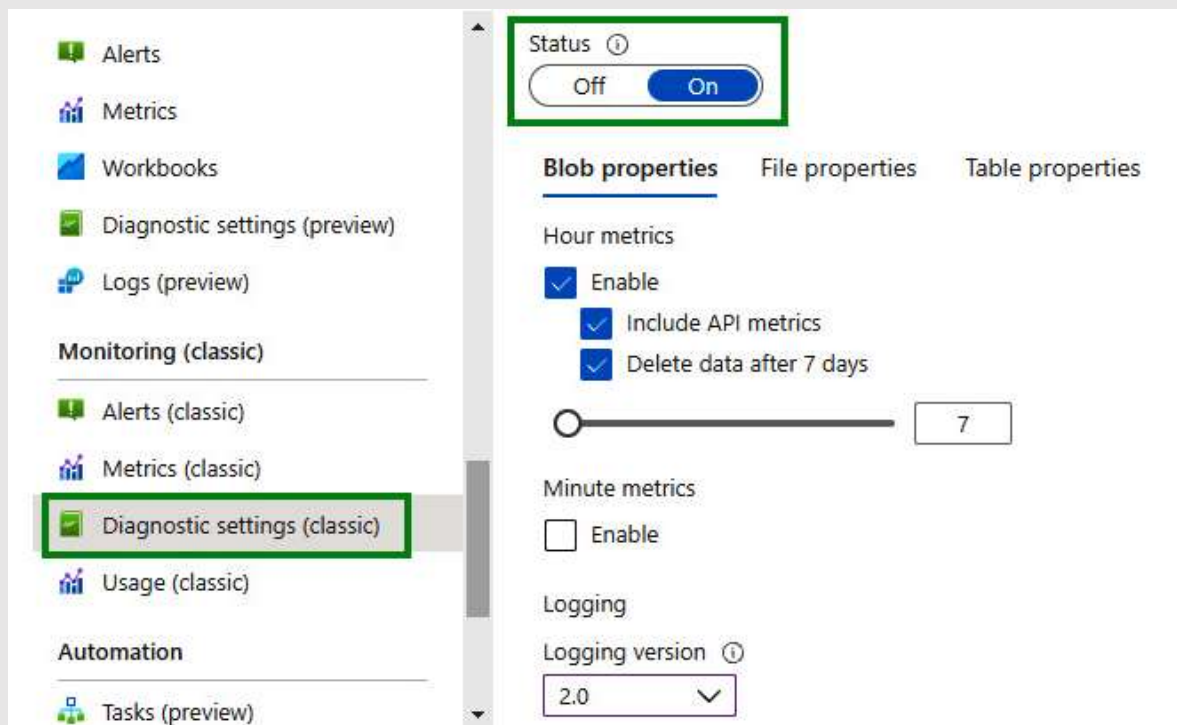 Alerts
Metrics
Workbooks
Diagnostic settings (preview)
Logs (preview)
Monitoring (classic)
Alerts (classic)
Metrics (classic)
Diagnostic settings (classic)
Usage (classic)
Automation
Tasks (preview)
Status
Off On
Blob properties File properties Table properties
Hour metrics
Enable
Include API metrics
Delete data after 7 days
7
Minute metrics
Enable
Logging
Logging version
2.0